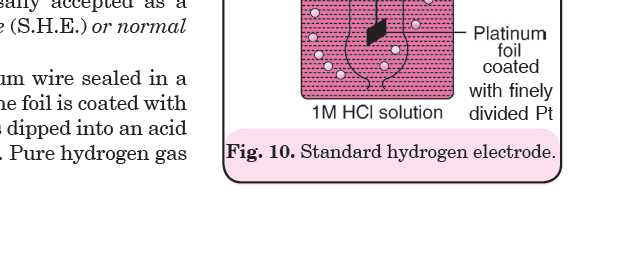 accepted as a
(S.H.E.) or normal
um wire sealed in a
he foil is coated with
s dipped into an acid
. Pure hydrogen gas
Platinum
foil
coated
with finely
divided Pt
1M HCl solution
Fig. 10. Standard hydrogen electrode.